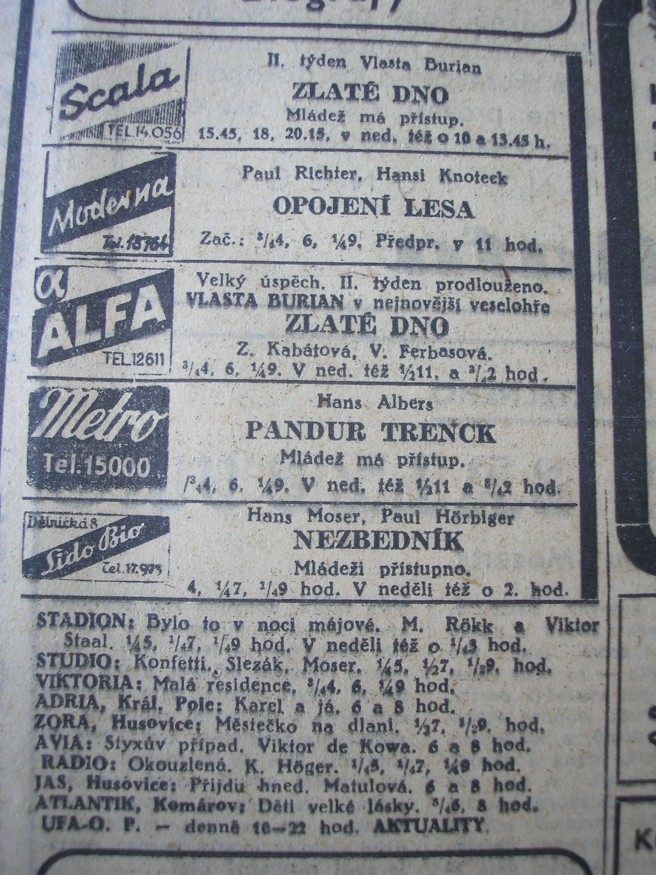 Biografy
Scala
TEL. 14.056
II. týden Vlasta Burian
ZLATÉ DNO
Mládež má přístup.
15.45, 18, 20.15, v ned. též o 10 a 13.45 h.
Moderna
Paul Richter, Hansi Knoteck
OPOJENÍ LESA
Zač.: ³/₄4, 6, ¼9. Předpr. v 11 hod.
α
ALFA
TEL. 12611
Velký úspěch. II. týden prodlouženo.
VLASTA BURIAN v nejnovější veselohře
ZLATÉ DNO
Z. Kabátová, V. Ferbasová.
³/₄4, 6, ¼9. V ned. též ½11, a ³/₄2 hod.
Metro
Tel. 15000
Hans Albers
PANDUR TRENCK
Mládež má přístup.
/³₄4, 6, ¼9. V ned. též ½11 a ³/₄2 hod.
Dělnická 8
Lido Bio
Tel. 17.973
Hans Moser, Paul Hörbiger
NEZBEDNÍK
Mládeži přístupno.
4, ¼7, ¼9 hod. V neděli též o 2. hod.
STADION: Bylo to v noci májové. M. Rökk a Viktor
Staal. ¼5, ¼7, ¼9 hod. V neděli též o ¼3 hod.
STUDIO: Konfetti, Slezák, Moser. ¼5, ½7, ½9. hod.
VIKTORIA: Malá residence. ³/₄4, 6, ¼9 hod.
ADRIA, Král. Pole: Karel a já. 6 a 8 hod.
ZORA, Husovice: Městečko na dlani. ½7, ½9. hod.
AVIA: Styxův případ. Viktor de Kowa. 6 a 8 hod.
RADIO: Okouzlená. K. Höger. ¼5, ¼7, ¼9 hod.
JAS, Husovice: Přijdu hned. Matulová. 6 a 8 hod.
ATLANTIK, Komárov: Děti velké lásky. ³/₄6, 8 hod.
UFA-O. P. — denně 10—22 hod. AKTUALITY.